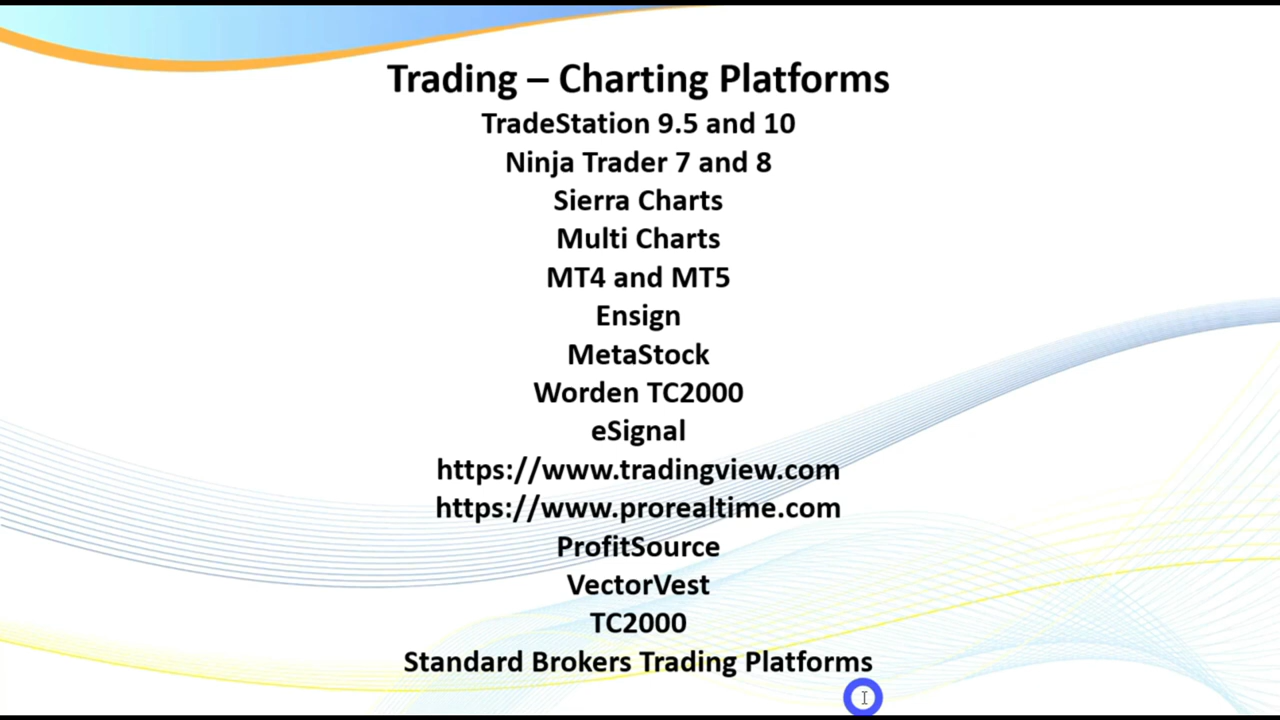 Trading – Charting Platforms
TradeStation 9.5 and 10
Ninja Trader 7 and 8
Sierra Charts
Multi Charts
MT4 and MT5
Ensign
MetaStock
Worden TC2000
eSignal
https://www.tradingview.com
https://www.prorealtime.com
ProfitSource
VectorVest
TC2000
Standard Brokers Trading Platforms